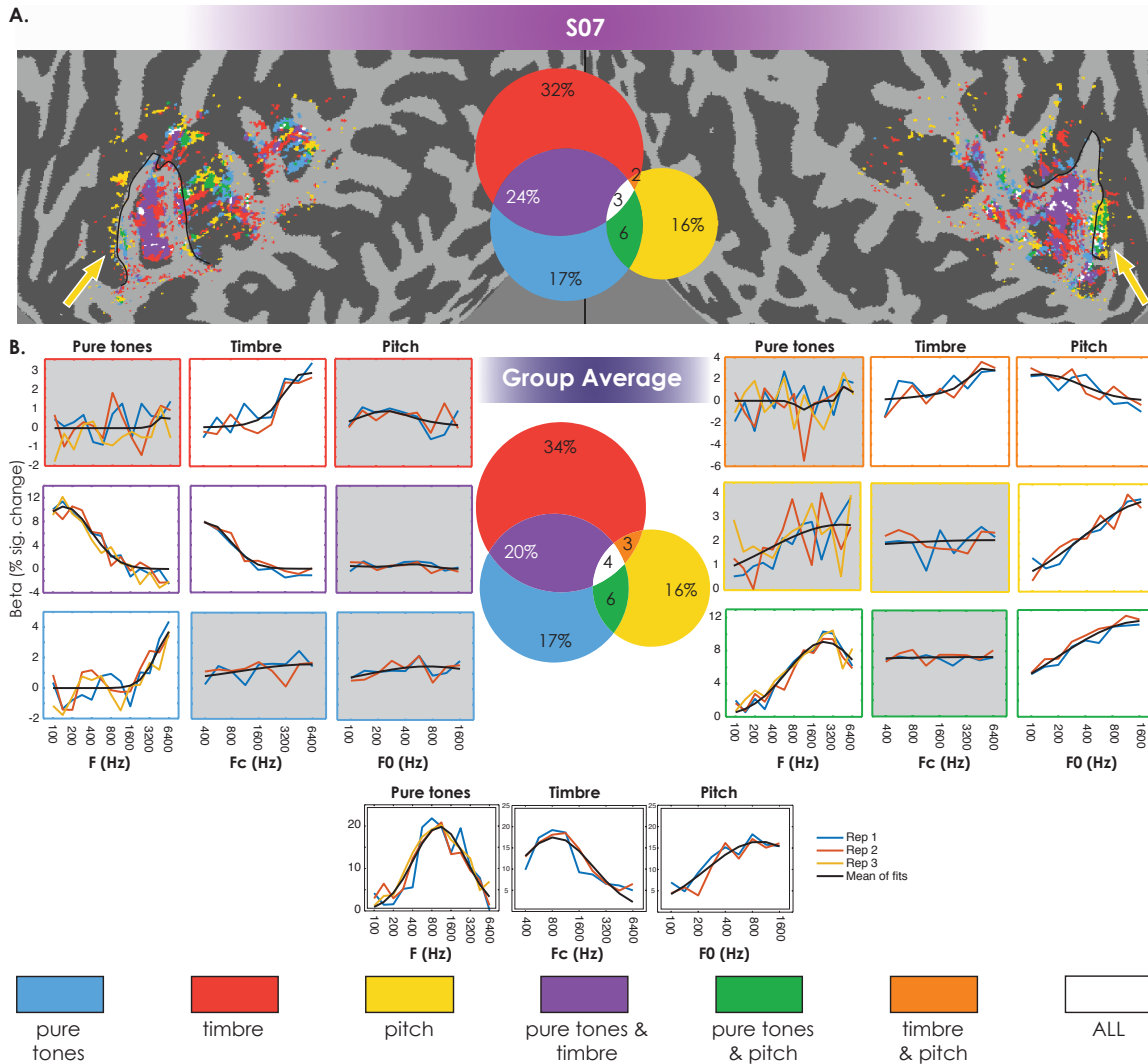 A.
S07
32%
2
24%
3
6
16%
17%
B.
Pure tones Timbre Pitch
Group Average
Pure tones Timbre Pitch
Beta (% sig. change)
3
2
1
0
-1
-2
12
8
4
0
-4
4
2
0
-2
100 200 400 800 1600 3200 6400
400 800 1600 3200 6400
100 200 400 800 1600
F (Hz) Fc (Hz) F0 (Hz)
34%
20%
3
4
6
16%
17%
4
2
0
-2
-4
-6
4
3
2
1
0
12
8
4
0
100 200 400 800 1600 3200 6400
400 800 1600 3200 6400
100 200 400 800 1600
F (Hz) Fc (Hz) F0 (Hz)
Pure tones Timbre Pitch
20
10
0
25
20
15
10
5
25
20
15
10
5
100 200 400 800 1600 3200 6400
400 800 1600 3200 6400
100 200 400 800 1600
F (Hz) Fc (Hz) F0 (Hz)
Rep 1
Rep 2
Rep 3
Mean of fits
pure
tones
timbre
pitch
pure tones &
timbre
pure tones
& pitch
timbre
& pitch
ALL